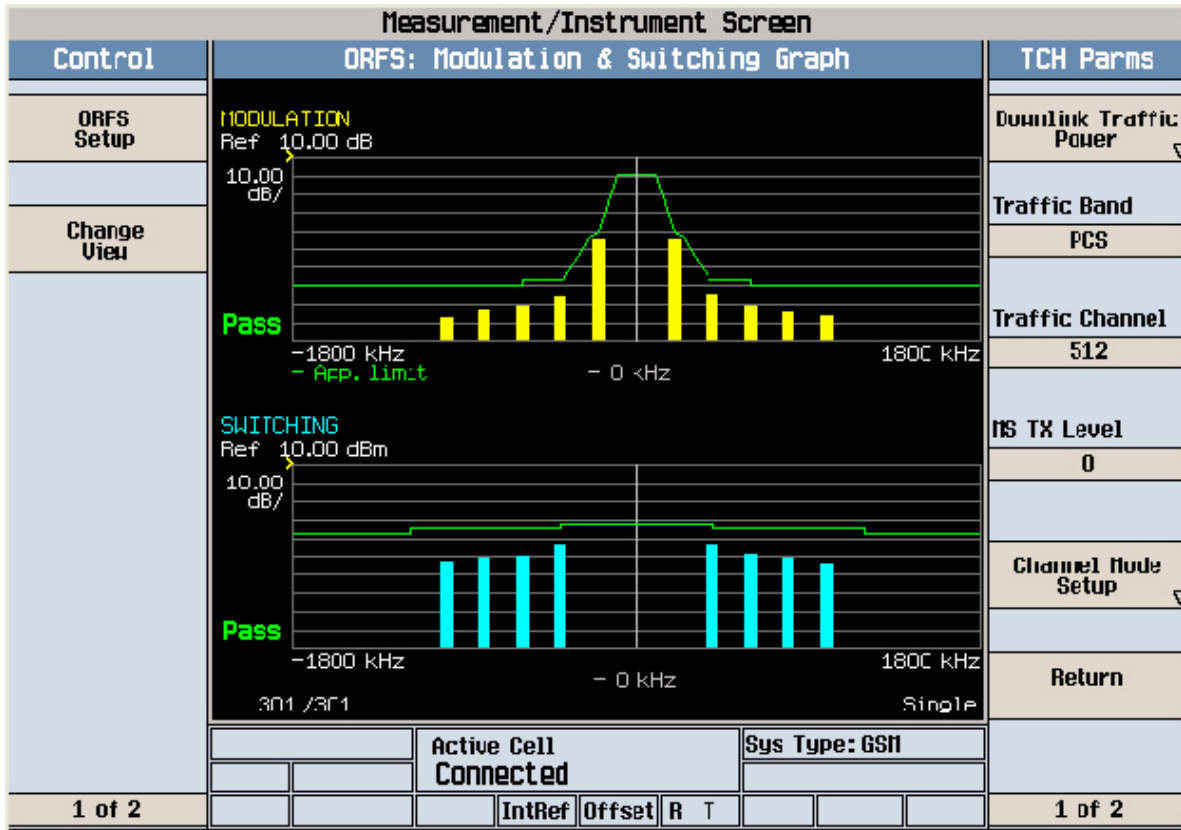 Measurement/Instrument Screen
Control
ORFS: Modulation & Switching Graph
TCH Parms
ORFS
Setup
Change
View
1 of 2
MODULATION
Ref 10.00 dB
10.00
dB/
Pass
-1800 kHz
1800 kHz
- App. limit
- 0 kHz
SWITCHING
Ref 10.00 dBm
10.00
dB/
Pass
-1800 kHz
1800 kHz
- 0 kHz
301/301
Single
Active Cell
Connected
Sys Type: GSM
IntRef
Offset
R T
Downlink Traffic
Power
Traffic Band
PCS
Traffic Channel
512
MS TX Level
0
Channel Mode
Setup
Return
1 of 2